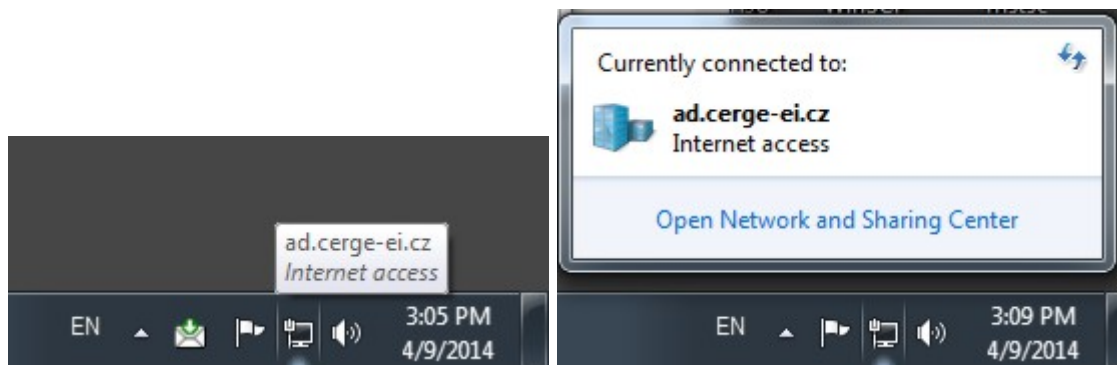 ad.cerge-ei.cz
Internet access
EN
3:05 PM
4/9/2014
Currently connected to:
ad.cerge-ei.cz
Internet access
Open Network and Sharing Center
EN
3:09 PM
4/9/2014